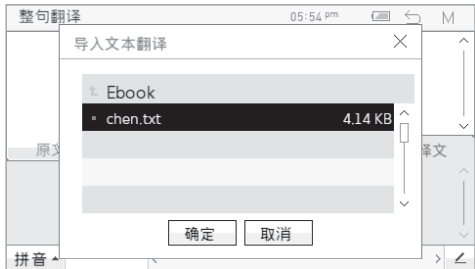 整句翻译 05:54 pm M
导入文本翻译
Ebook
chen.txt 4.14 KB
原文 译文
确定 取消
拼音